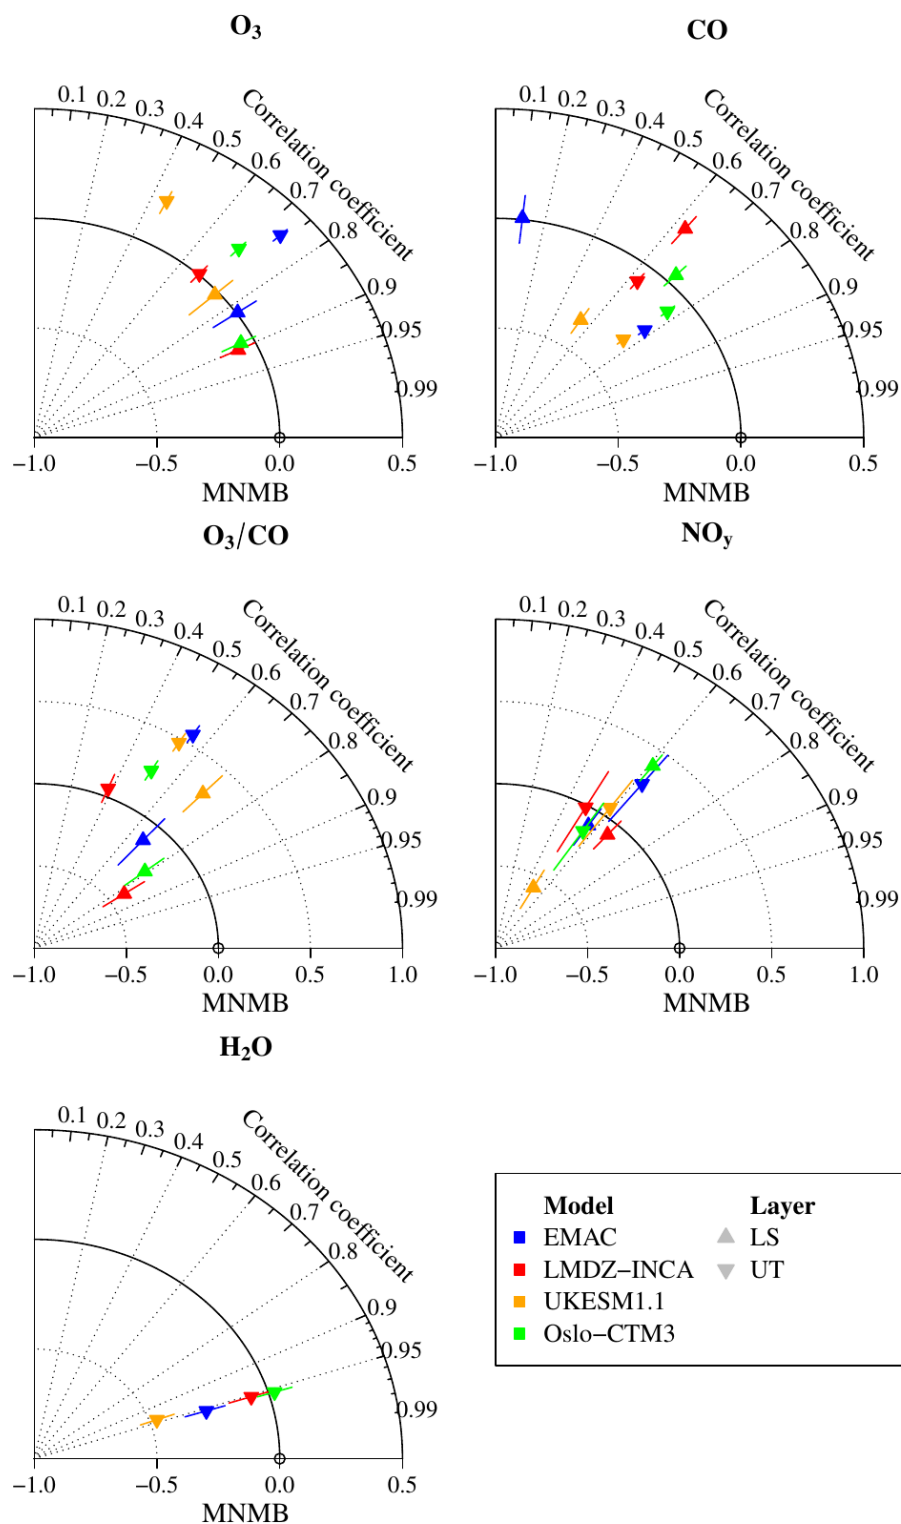 O₃
0.1 0.2 0.3 0.4 0.5 0.6 0.7 0.8 0.9 0.95 0.99
Correlation coefficient
−1.0 −0.5 0.0 0.5
MNMB
CO
0.1 0.2 0.3 0.4 0.5 0.6 0.7 0.8 0.9 0.95 0.99
Correlation coefficient
−1.0 −0.5 0.0 0.5
MNMB
O₃/CO
0.1 0.2 0.3 0.4 0.5 0.6 0.7 0.8 0.9 0.95 0.99
Correlation coefficient
−1.0 −0.5 0.0 0.5 1.0
MNMB
NOy
0.1 0.2 0.3 0.4 0.5 0.6 0.7 0.8 0.9 0.95 0.99
Correlation coefficient
−1.0 −0.5 0.0 0.5 1.0
MNMB
H₂O
0.1 0.2 0.3 0.4 0.5 0.6 0.7 0.8 0.9 0.95 0.99
Correlation coefficient
−1.0 −0.5 0.0 0.5
MNMB
Model Layer
EMAC LS
LMDZ−INCA UT
UKESM1.1
Oslo−CTM3